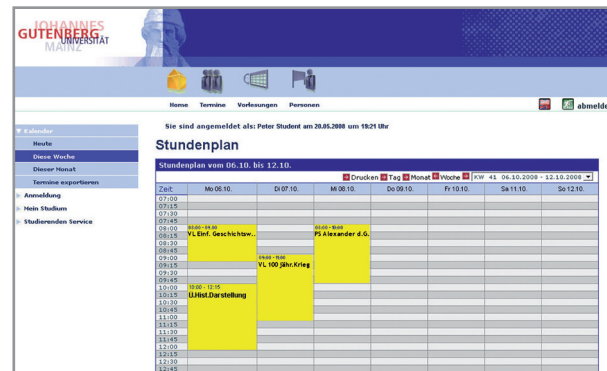 JOHANNES
GUTENBERG
UNIVERSITÄT
MAINZ
Home Termine Vorlesungen Personen
abmelde
Sie sind angemeldet als: Peter Student am 20.05.2008 um 19:21 Uhr
Kalender
Heute
Diese Woche
Dieser Monat
Termine exportieren
Anmeldung
Mein Studium
Studierenden Service
Stundenplan
Stundenplan vom 06.10. bis 12.10.
Drucken Tag Monat Woche KW 41 06.10.2008 - 12.10.2008
Zeit Mo 06.10. Di 07.10. Mi 08.10. Do 09.10. Fr 10.10. Sa 11.10. So 12.10.
07:00
07:15
07:30
07:45
08:00
08:15 VL Einf. Geschichtsw.. PS Alexander d.G.
08:30
08:45
09:00
09:15 VL 100 jähr.Krieg
09:30
09:45
10:00 10:00 - 12:15
10:15 Ü.Hist.Darstellung
10:30
10:45
11:00
11:15
11:30
11:45
12:00
12:15
12:30
12:45